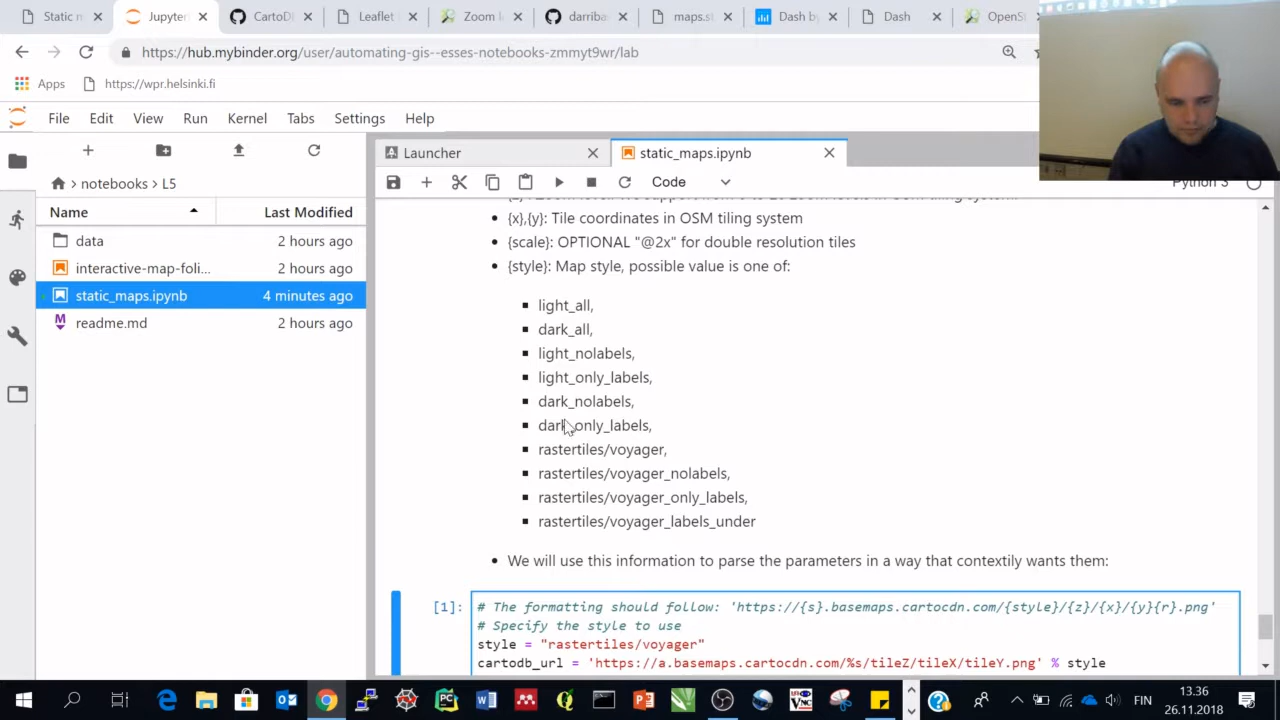 Static m
Jupyterl
CartoDI
Leaflet
Zoom l
darriba
maps.st
Dash by
Dash
OpenSt
https://hub.mybinder.org/user/automating-gis--esses-notebooks-zmmyt9wr/lab
Apps
https://wpr.helsinki.fi
File Edit View Run Kernel Tabs Settings Help
notebooks > L5
Name Last Modified
data 2 hours ago
interactive-map-foli... 2 hours ago
static_maps.ipynb 4 minutes ago
readme.md 2 hours ago
Launcher
static_maps.ipynb
Code
Python 3
{x},{y}: Tile coordinates in OSM tiling system
{scale}: OPTIONAL "@2x" for double resolution tiles
{style}: Map style, possible value is one of:
light_all,
dark_all,
light_nolabels,
light_only_labels,
dark_nolabels,
dark_only_labels,
rastertiles/voyager,
rastertiles/voyager_nolabels,
rastertiles/voyager_only_labels,
rastertiles/voyager_labels_under
We will use this information to parse the parameters in a way that contextily wants them:
[1]: # The formatting should follow: 'https://{s}.basemaps.cartocdn.com/{style}/{z}/{x}/{y}{r}.png'
# Specify the style to use
style = "rastertiles/voyager"
cartodb_url = 'https://a.basemaps.cartocdn.com/%s/tileZ/tileX/tileY.png' % style
FIN
13.36
26.11.2018